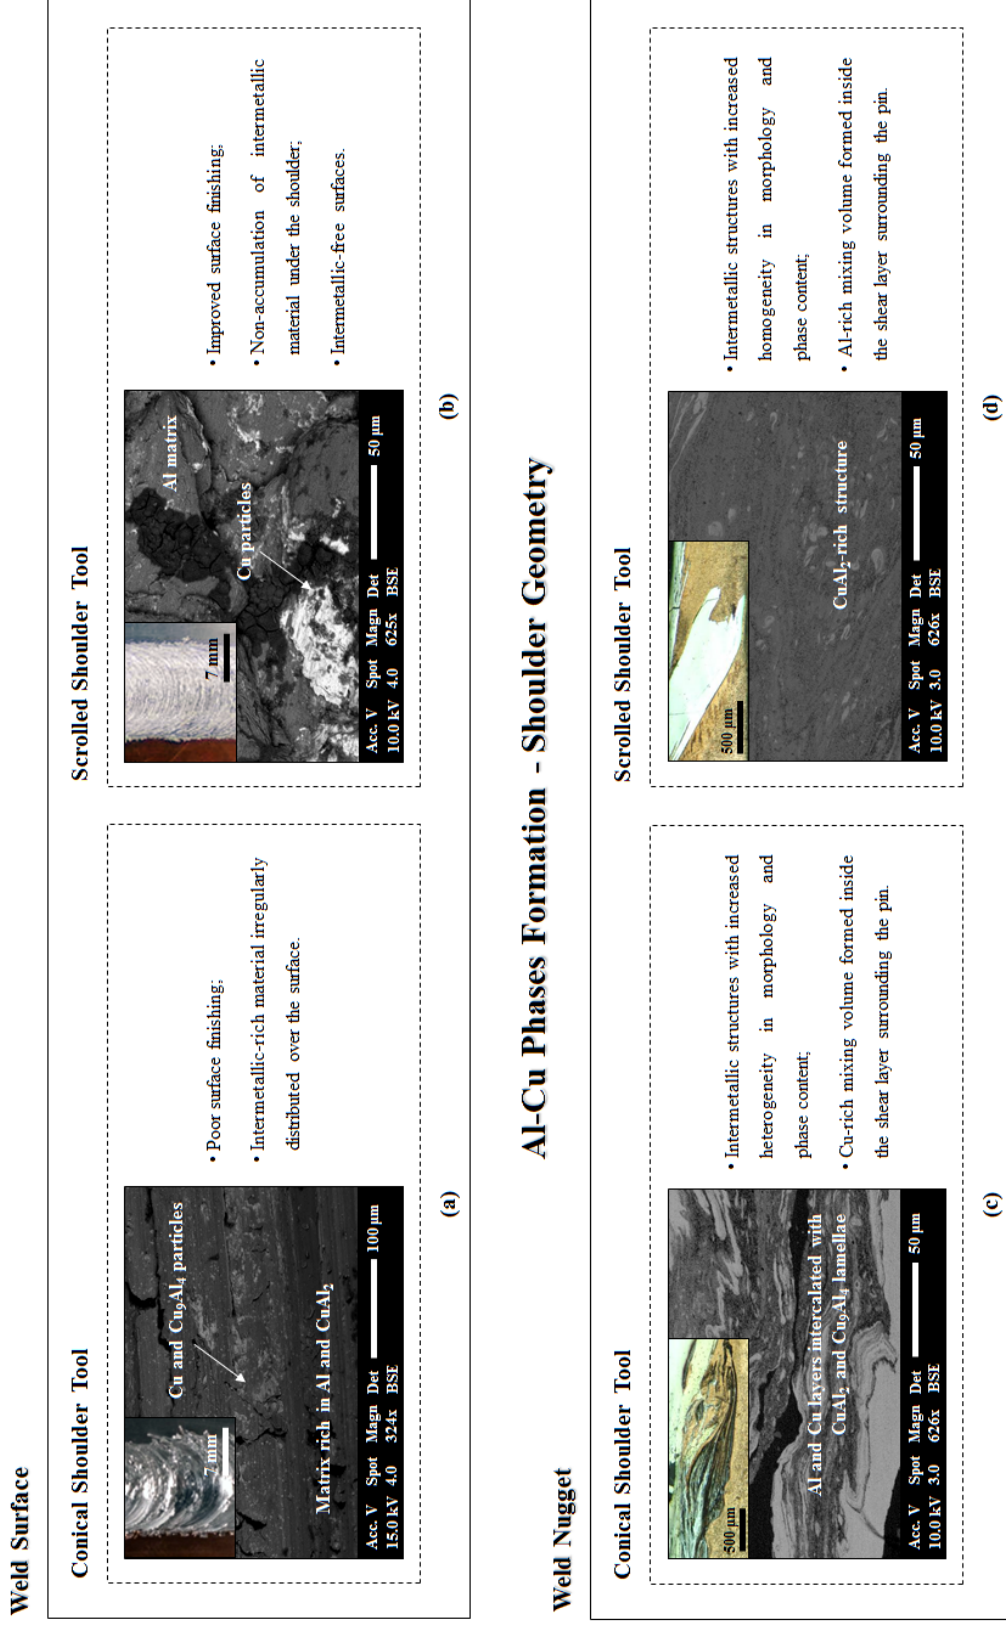 Weld Surface
Conical Shoulder Tool
7 mm
Cu and Cu₉Al₄ particles
Matrix rich in Al and CuAl₂
Acc. V Spot Magn Det
15.0 kV 4.0 324x BSE
100 µm
• Poor surface finishing;
• Intermetallic-rich material irregularly
distributed over the surface.
(a)
Scrolled Shoulder Tool
7 mm
Al matrix
Cu particles
Acc. V Spot Magn Det
10.0 kV 4.0 625x BSE
50 µm
• Improved surface finishing;
• Non-accumulation of intermetallic
material under the shoulder;
• Intermetallic-free surfaces.
(b)
Al-Cu Phases Formation - Shoulder Geometry
Weld Nugget
Conical Shoulder Tool
500 µm
Al and Cu layers intercalated with
CuAl₂ and Cu₉Al₄ lamellae
Acc. V Spot Magn Det
10.0 kV 3.0 626x BSE
50 µm
• Intermetallic structures with increased
heterogeneity in morphology and
phase content;
• Cu-rich mixing volume formed inside
the shear layer surrounding the pin.
(c)
Scrolled Shoulder Tool
500 µm
CuAl₂-rich structure
Acc. V Spot Magn Det
10.0 kV 3.0 626x BSE
50 µm
• Intermetallic structures with increased
homogeneity in morphology and
phase content;
• Al-rich mixing volume formed inside
the shear layer surrounding the pin.
(d)